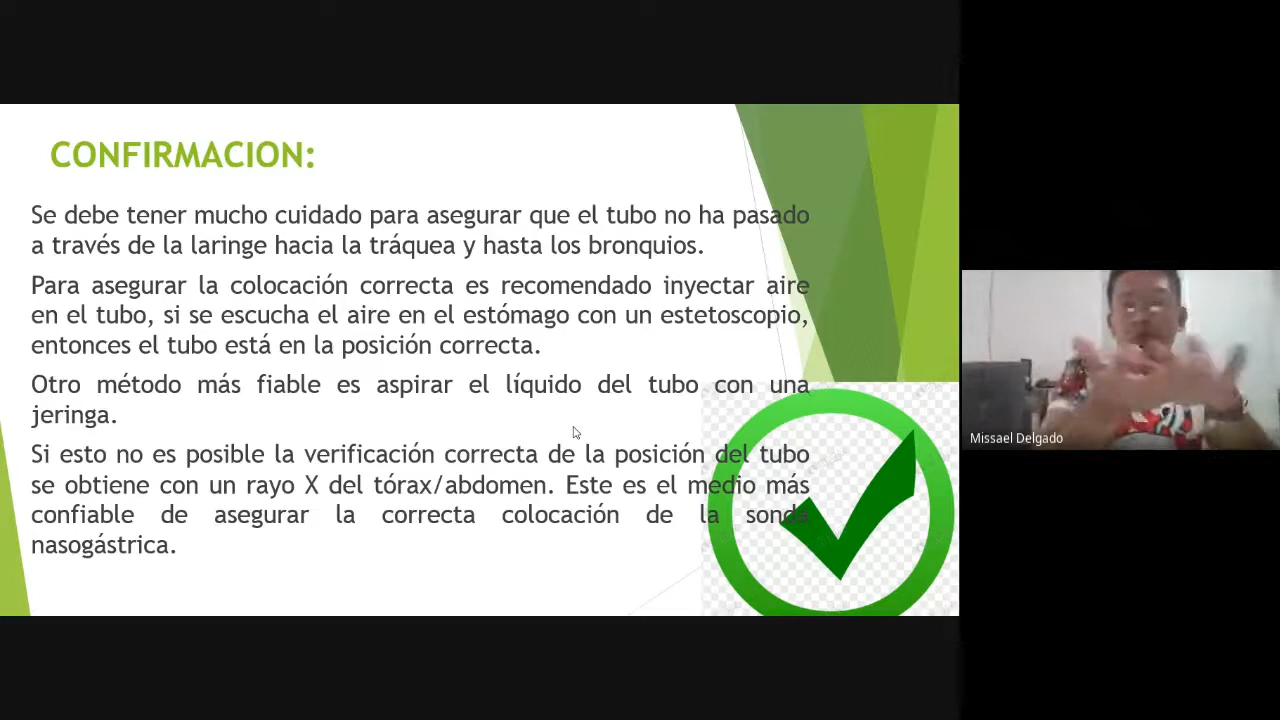 CONFIRMACION:
Se debe tener mucho cuidado para asegurar que el tubo no ha pasado
a través de la laringe hacia la tráquea y hasta los bronquios.
Para asegurar la colocación correcta es recomendado inyectar aire
en el tubo, si se escucha el aire en el estómago con un estetoscopio,
entonces el tubo está en la posición correcta.
Otro método más fiable es aspirar el líquido del tubo con una
jeringa.
Si esto no es posible la verificación correcta de la posición del tubo
se obtiene con un rayo X del tórax/abdomen. Este es el medio más
confiable de asegurar la correcta colocación de la sonda
nasogástrica.
Missael Delgado